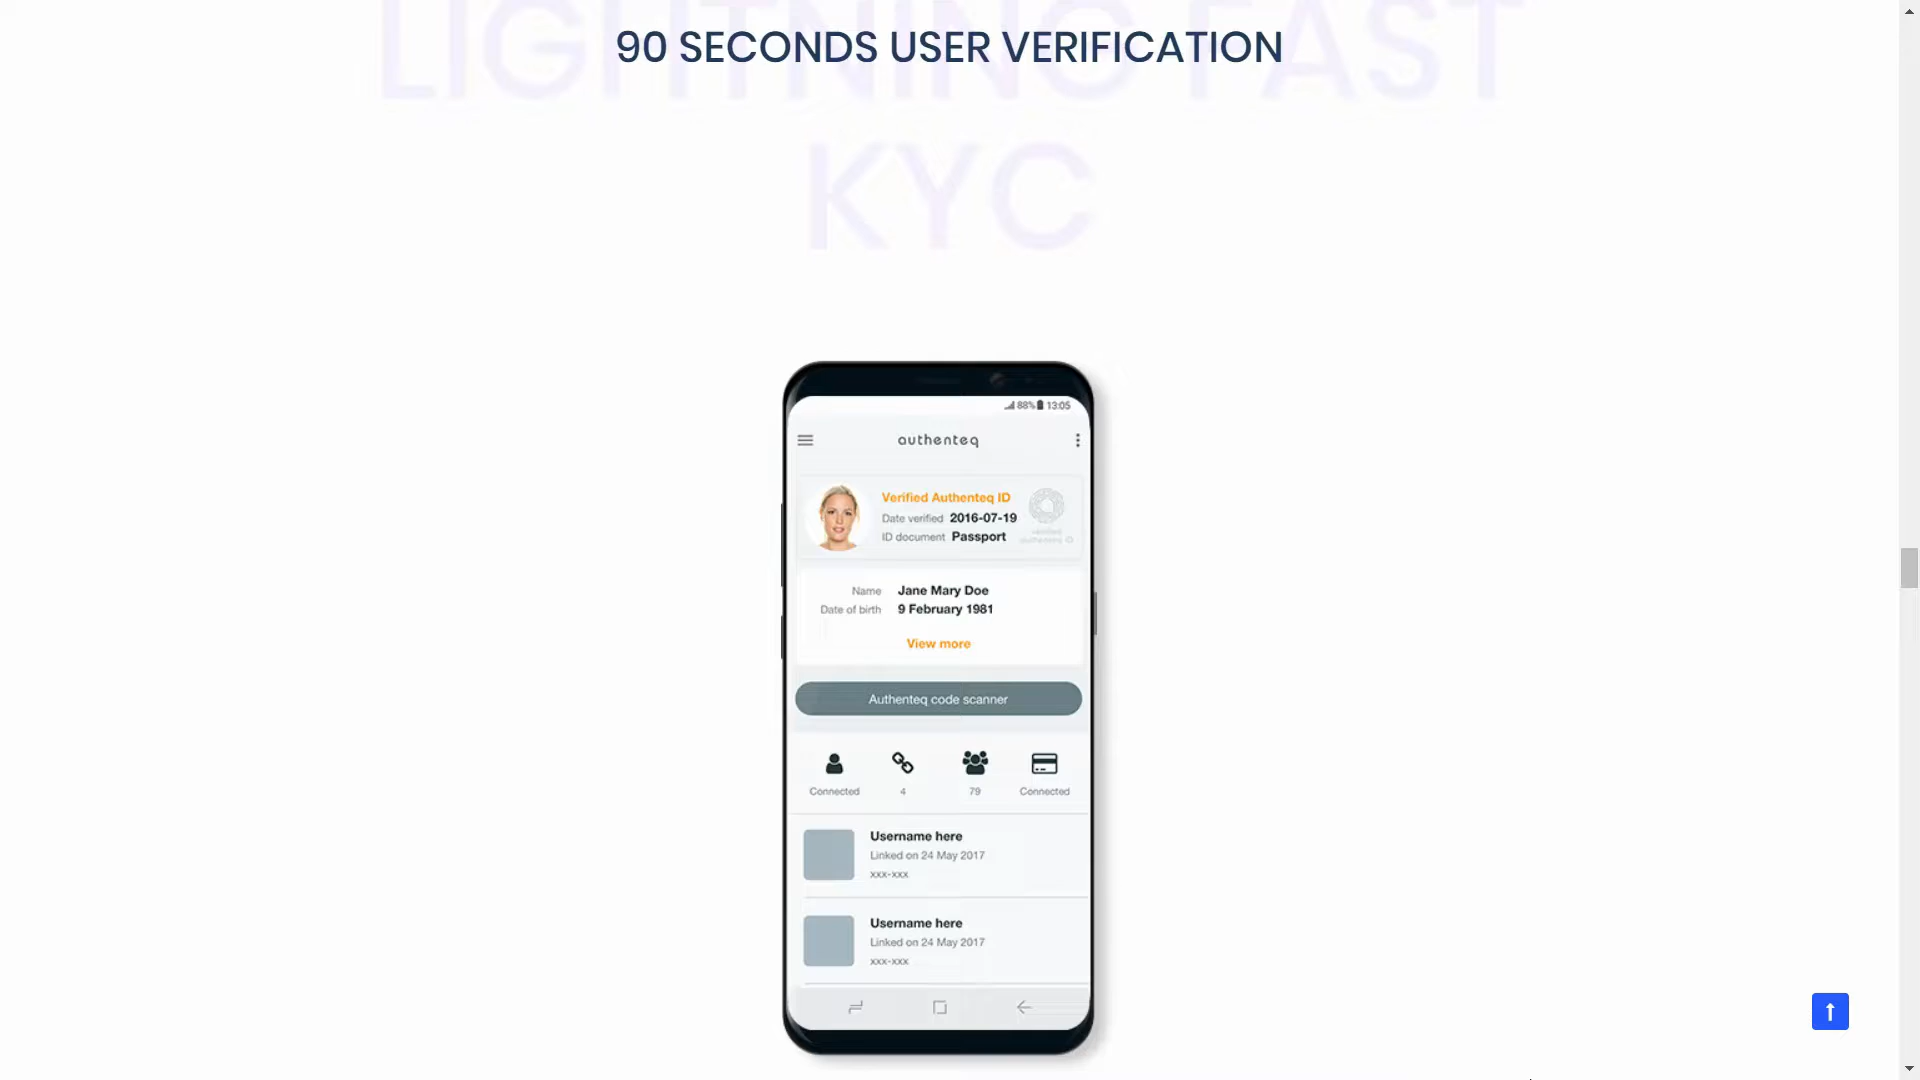 LIGHTNING FAST
90 SECONDS USER VERIFICATION
KYC
88% 13:05
authenteq
Verified Authenteq ID
Date verified 2016-07-19
ID document Passport
verified
authenteq ID
Name Jane Mary Doe
Date of birth 9 February 1981
View more
Authenteq code scanner
Connected 4 79 Connected
Username here
Linked on 24 May 2017
xxx-xxx
Username here
Linked on 24 May 2017
xxx-xxx